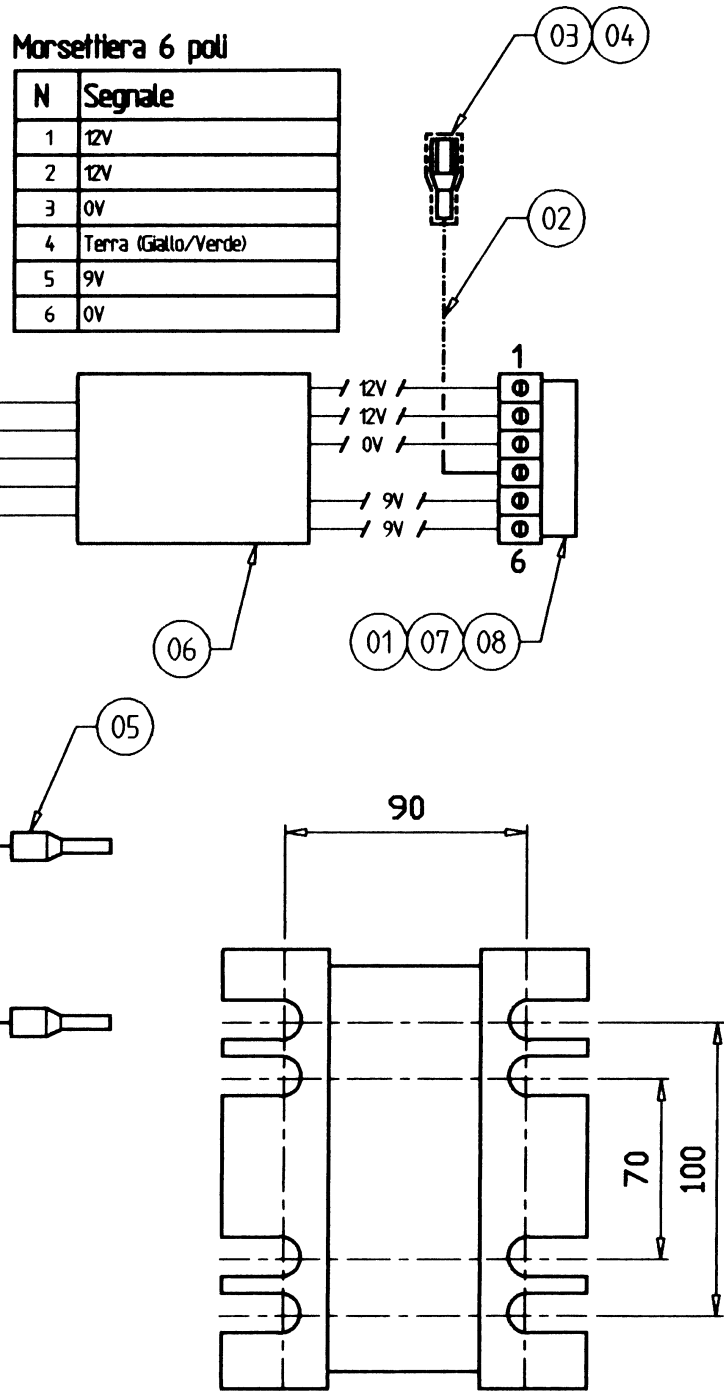 Morsettiera 6 poli
N Segnale
1 12V
2 12V
3 0V
4 Terra (Giallo/Verde)
5 9V
6 0V
03 04
02
1
12V
12V
0V
9V
9V
6
06
01 07 08
05
90
70
100